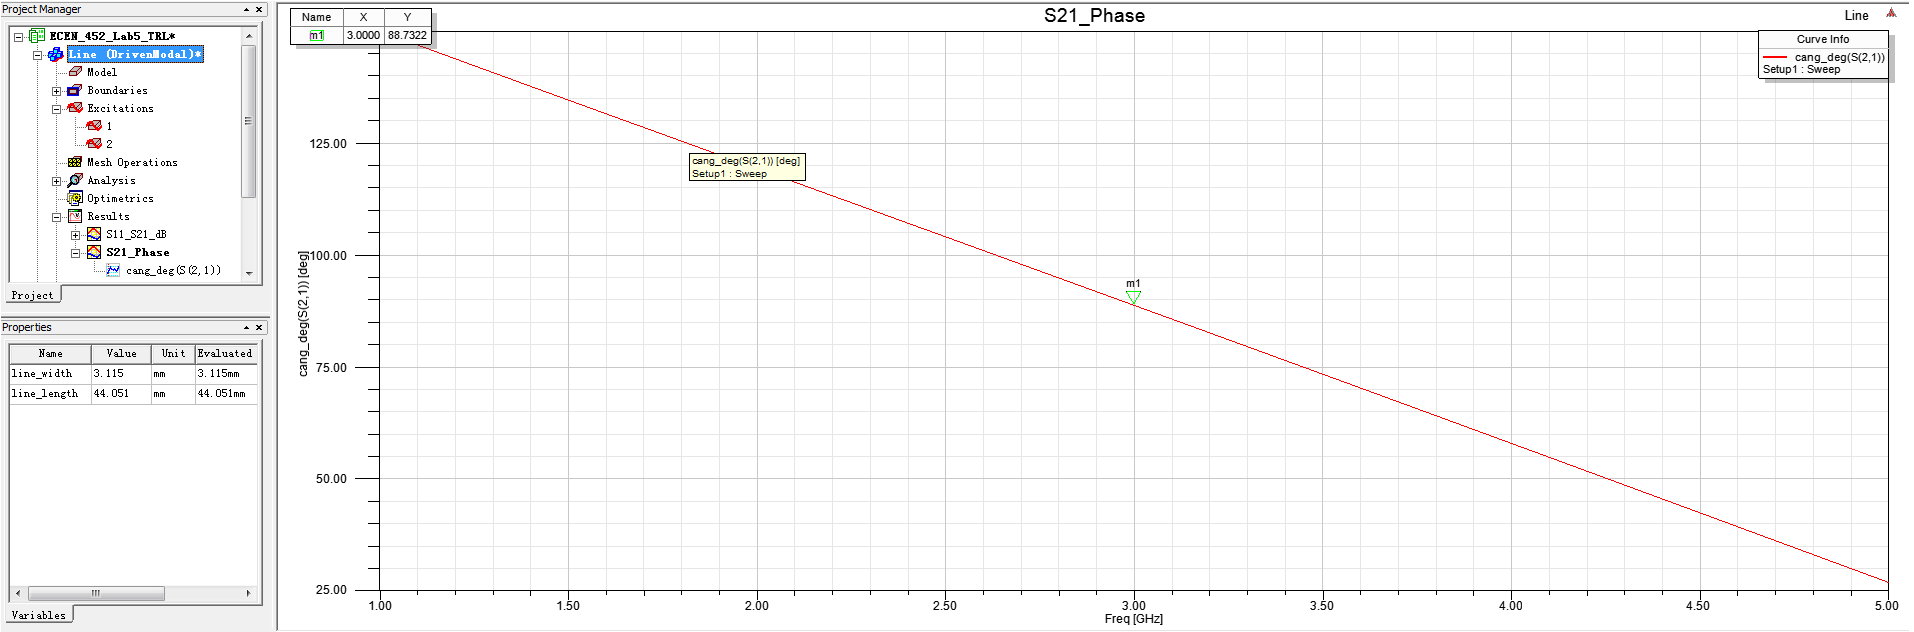 Project Manager
ECEN_452_Lab5_TRL*
Line (DrivenModal)*
Model
Boundaries
Excitations
1
2
Mesh Operations
Analysis
Optimetrics
Results
S11_S21_dB
S21_Phase
cang_deg(S(2,1))
Project
Properties
Name Value Unit Evaluated
line_width 3.115 mm 3.115mm
line_length 44.051 mm 44.051mm
Variables
Name X Y
m1 3.0000 88.7322
S21_Phase
Line
Curve Info
cang_deg(S(2,1))
Setup1 : Sweep
125.00
100.00
75.00
50.00
25.00
cang_deg(S(2,1)) [deg]
cang_deg(S(2,1)) [deg]
Setup1 : Sweep
m1
1.00 1.50 2.00 2.50 3.00 3.50 4.00 4.50 5.00
Freq [GHz]